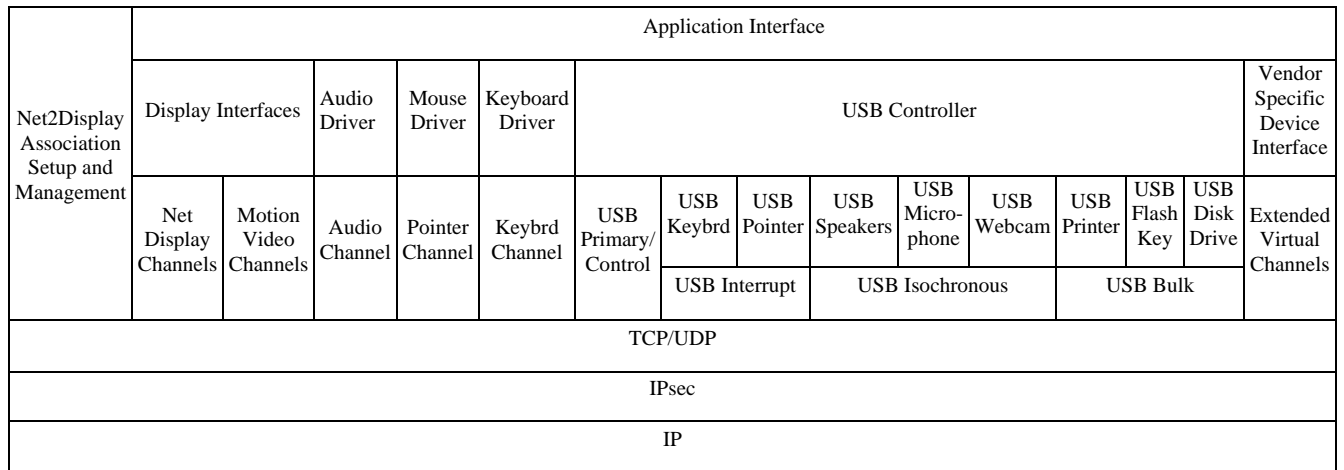 Application Interface
Net2Display
Association
Setup and
Management
Display Interfaces
Audio
Driver
Mouse
Driver
Keyboard
Driver
USB Controller
Vendor
Specific
Device
Interface
Net
Display
Channels
Motion
Video
Channels
Audio
Channel
Pointer
Channel
Keybrd
Channel
USB
Primary/
Control
USB
Keybrd
USB
Pointer
USB
Speakers
USB
Micro-
phone
USB
Webcam
USB
Printer
USB
Flash
Key
USB
Disk
Drive
Extended
Virtual
Channels
USB Interrupt
USB Isochronous
USB Bulk
TCP/UDP
IPsec
IP